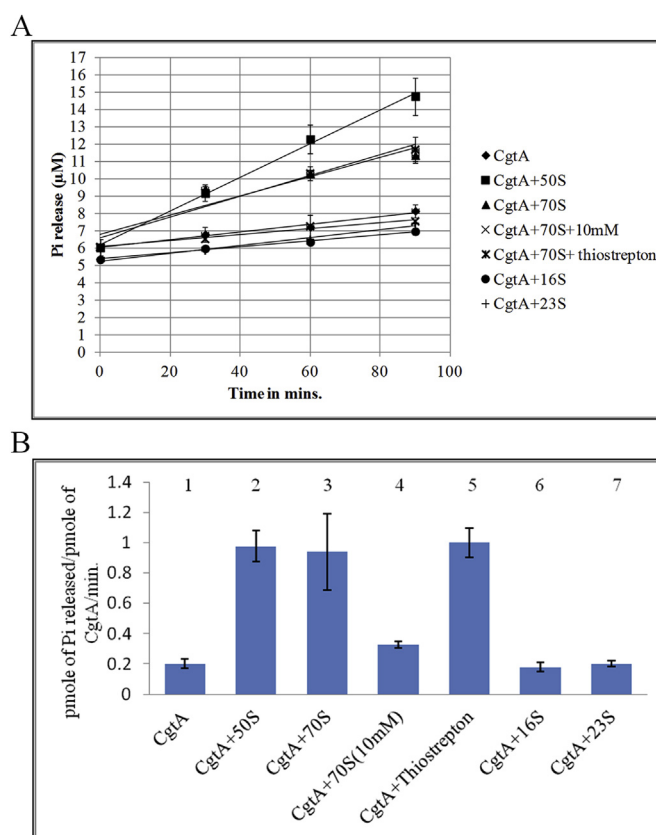 A
17
16
15
14
13
12
11
10
9
8
7
6
5
4
3
2
1
0
Pi release (µM)
0 20 40 60 80 100
Time in mins.
CgtA
CgtA+50S
CgtA+70S
CgtA+70S+10mM
CgtA+70S+ thiostrepton
CgtA+16S
CgtA+23S
B
pmole of Pi released/pmole of
CgtA/min.
1.4
1.2
1
0.8
0.6
0.4
0.2
0
1 2 3 4 5 6 7
CgtA
CgtA+50S
CgtA+70S
CgtA+70S(10mM)
CgtA+Thiostrepton
CgtA+16S
CgtA+23S